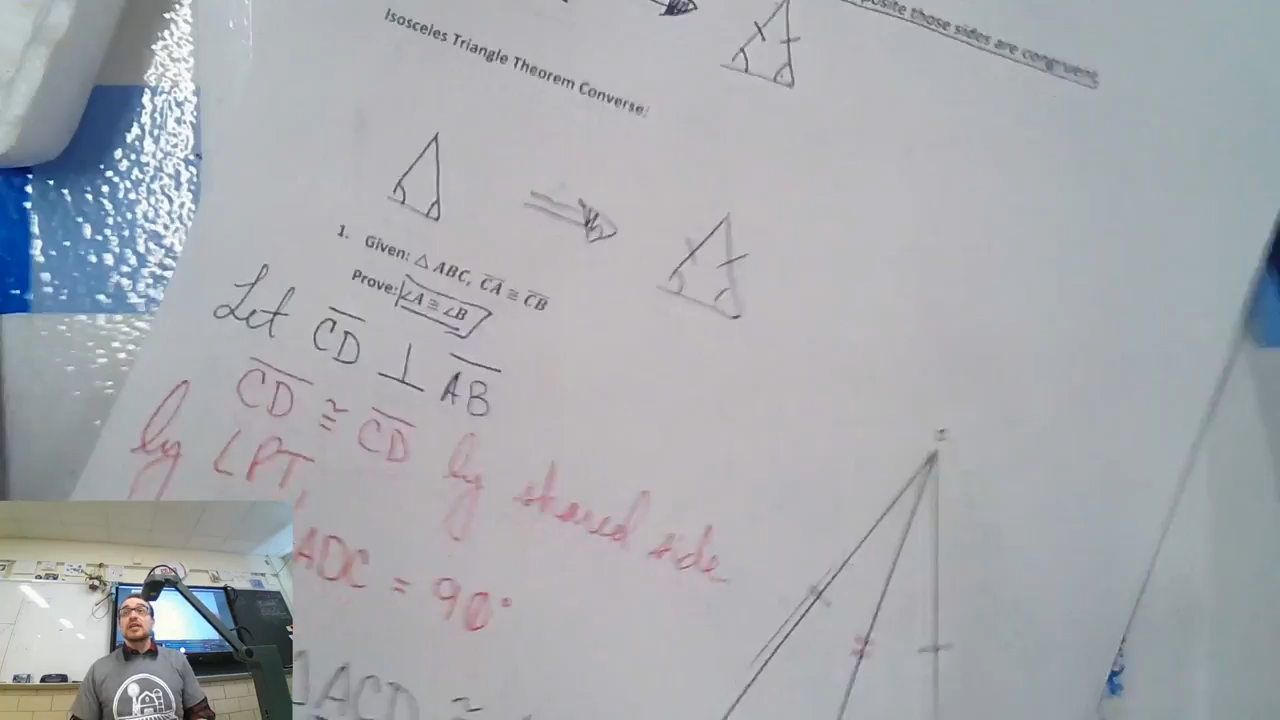 posite those sides are congruent
Isosceles Triangle Theorem Converse:
1. Given: △ ABC, CA ≅ CB
Prove: ∠A ≅ ∠B
Let CD ⊥ AB
CD ≅ CD by shared side
by ∠PT,
ADC = 90°
ACD ≅